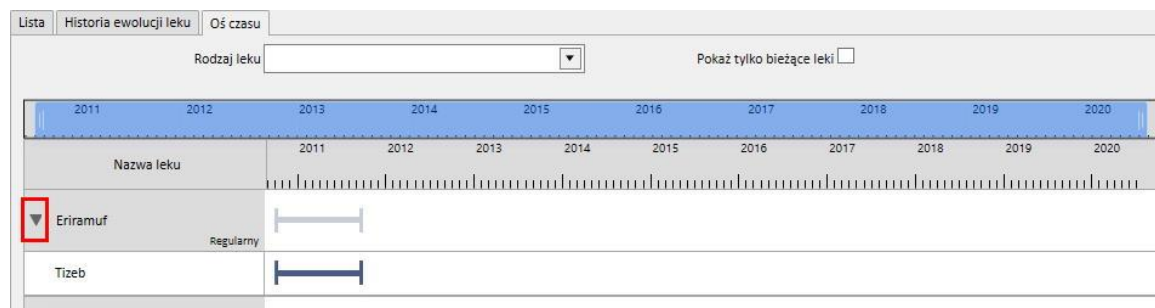 Lista Historia ewolucji leku Oś czasu
Rodzaj leku Pokaż tylko bieżące leki
2011 2012 2013 2014 2015 2016 2017 2018 2019 2020
2011 2012 2013 2014 2015 2016 2017 2018 2019 2020
Nazwa leku
Eriramuf
Regularny
Tizeb